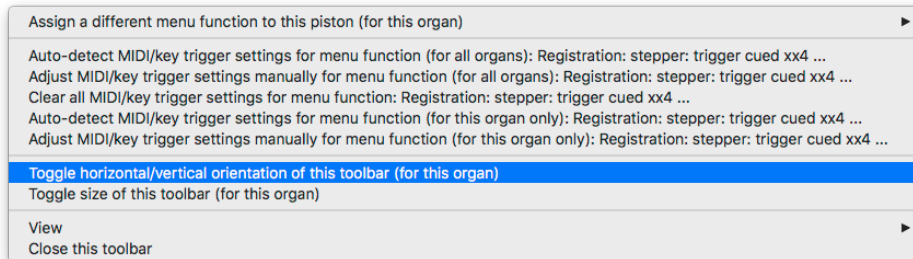 Assign a different menu function to this piston (for this organ)
Auto-detect MIDI/key trigger settings for menu function (for all organs): Registration: stepper: trigger cued xx4 ...
Adjust MIDI/key trigger settings manually for menu function (for all organs): Registration: stepper: trigger cued xx4 ...
Clear all MIDI/key trigger settings for menu function: Registration: stepper: trigger cued xx4 ...
Auto-detect MIDI/key trigger settings for menu function (for this organ only): Registration: stepper: trigger cued xx4 ...
Adjust MIDI/key trigger settings manually for menu function (for this organ only): Registration: stepper: trigger cued xx4 ...
Toggle horizontal/vertical orientation of this toolbar (for this organ)
Toggle size of this toolbar (for this organ)
View
Close this toolbar